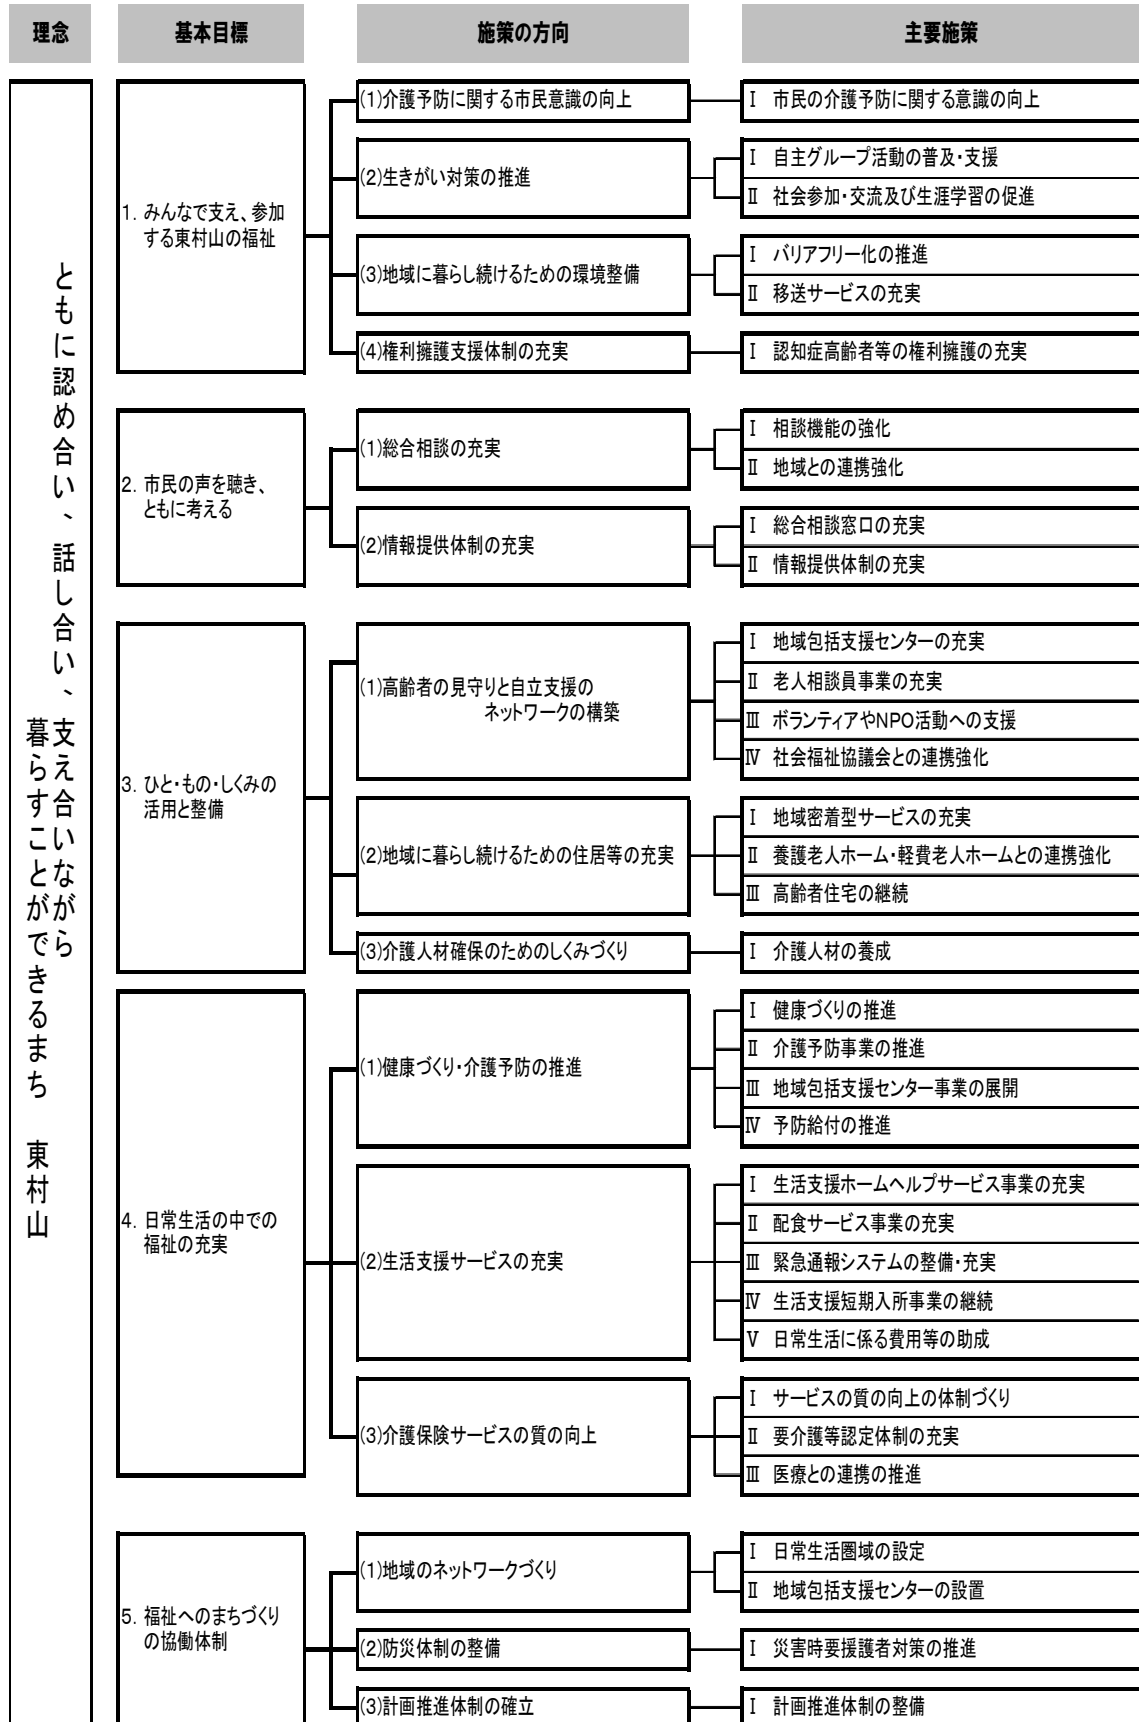 理念
基本目標
施策の方向
主要施策
ともに認め合い、話し合い、支え合いながら
暮らすことができるまち　東村山
1. みんなで支え、参加
する東村山の福祉
(1)介護予防に関する市民意識の向上
Ⅰ　市民の介護予防に関する意識の向上
(2)生きがい対策の推進
Ⅰ　自主グループ活動の普及・支援
Ⅱ　社会参加・交流及び生涯学習の促進
(3)地域に暮らし続けるための環境整備
Ⅰ　バリアフリー化の推進
Ⅱ　移送サービスの充実
(4)権利擁護支援体制の充実
Ⅰ　認知症高齢者等の権利擁護の充実
2. 市民の声を聴き、
ともに考える
(1)総合相談の充実
Ⅰ　相談機能の強化
Ⅱ　地域との連携強化
(2)情報提供体制の充実
Ⅰ　総合相談窓口の充実
Ⅱ　情報提供体制の充実
3. ひと・もの・しくみの
活用と整備
(1)高齢者の見守りと自立支援の
ネットワークの構築
Ⅰ　地域包括支援センターの充実
Ⅱ　老人相談員事業の充実
Ⅲ　ボランティアやNPO活動への支援
Ⅳ　社会福祉協議会との連携強化
(2)地域に暮らし続けるための住居等の充実
Ⅰ　地域密着型サービスの充実
Ⅱ　養護老人ホーム・軽費老人ホームとの連携強化
Ⅲ　高齢者住宅の継続
(3)介護人材確保のためのしくみづくり
Ⅰ　介護人材の養成
4. 日常生活の中での
福祉の充実
(1)健康づくり・介護予防の推進
Ⅰ　健康づくりの推進
Ⅱ　介護予防事業の推進
Ⅲ　地域包括支援センター事業の展開
Ⅳ　予防給付の推進
(2)生活支援サービスの充実
Ⅰ　生活支援ホームヘルプサービス事業の充実
Ⅱ　配食サービス事業の充実
Ⅲ　緊急通報システムの整備・充実
Ⅳ　生活支援短期入所事業の継続
Ⅴ　日常生活に係る費用等の助成
(3)介護保険サービスの質の向上
Ⅰ　サービスの質の向上の体制づくり
Ⅱ　要介護等認定体制の充実
Ⅲ　医療との連携の推進
5. 福祉へのまちづくり
の協働体制
(1)地域のネットワークづくり
Ⅰ　日常生活圏域の設定
Ⅱ　地域包括支援センターの設置
(2)防災体制の整備
Ⅰ　災害時要援護者対策の推進
(3)計画推進体制の確立
Ⅰ　計画推進体制の整備